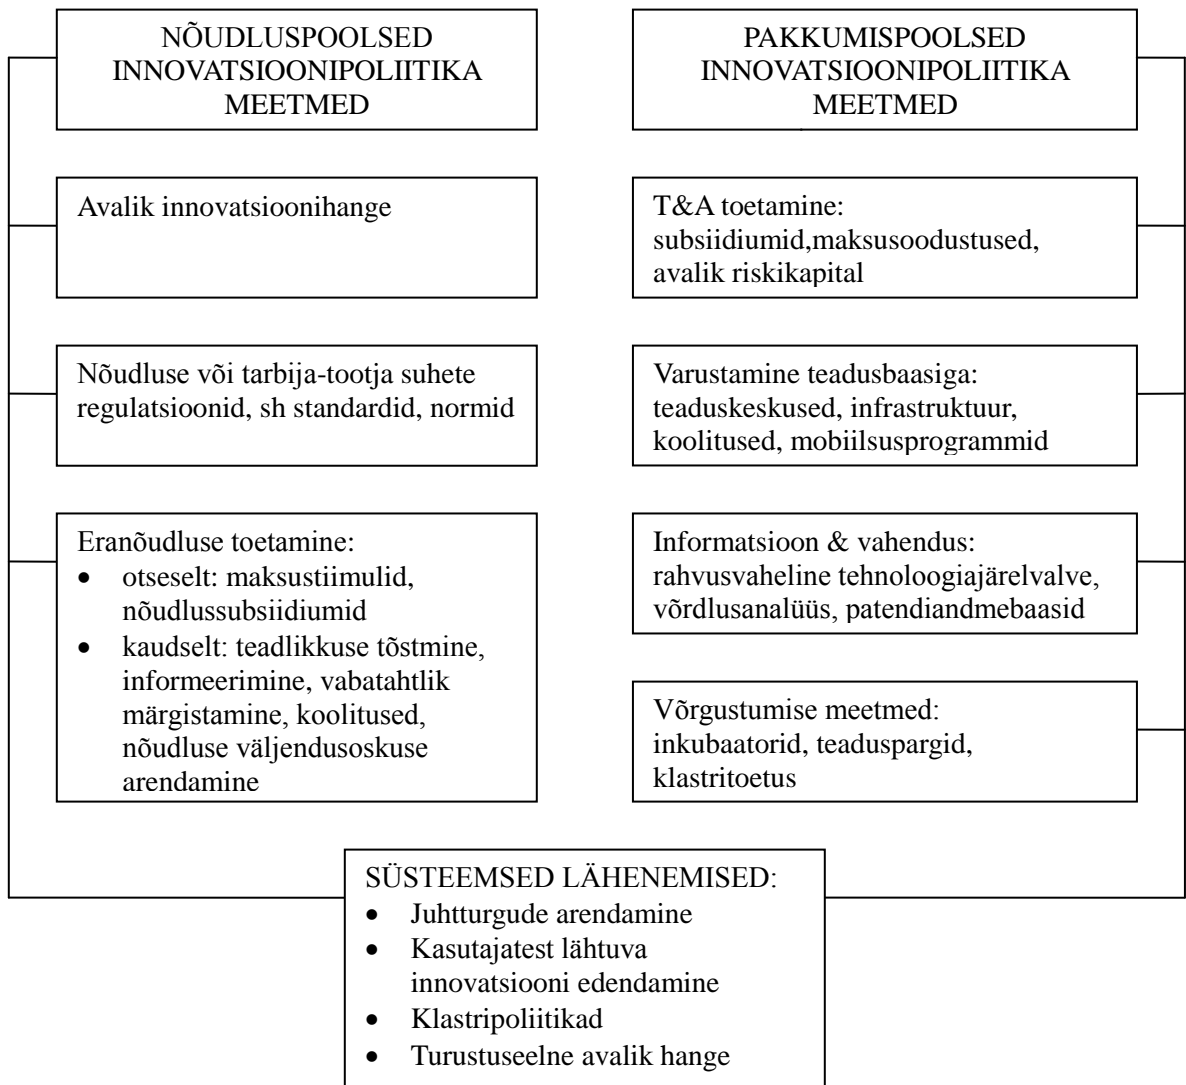 NÕUDLUSPOOLSED
INNOVATSIOONIPOLIITIKA
MEETMED
Avalik innovatsioonihange
Nõudluse või tarbija-tootja suhete
regulatsioonid, sh standardid, normid
Eranõudluse toetamine:
• otseselt: maksustiimulid,
nõudlussubsiidiumid
• kaudselt: teadlikkuse tõstmine,
informeerimine, vabatahtlik
märgistamine, koolitused,
nõudluse väljendusoskuse
arendamine
PAKKUMISPOOLSED
INNOVATSIOONIPOLIITIKA
MEETMED
T&A toetamine:
subsiidiumid,maksusoodustused,
avalik riskikapital
Varustamine teadusbaasiga:
teaduskeskused, infrastruktuur,
koolitused, mobiilsusprogrammid
Informatsioon & vahendus:
rahvusvaheline tehnoloogiajärelvalve,
võrdlusanalüüs, patendiandmebaasid
Võrgustumise meetmed:
inkubaatorid, teaduspargid,
klastritoetus
SÜSTEEMSED LÄHENEMISED:
• Juhtturgude arendamine
• Kasutajatest lähtuva
innovatsiooni edendamine
• Klastripoliitikad
• Turustuseelne avalik hange